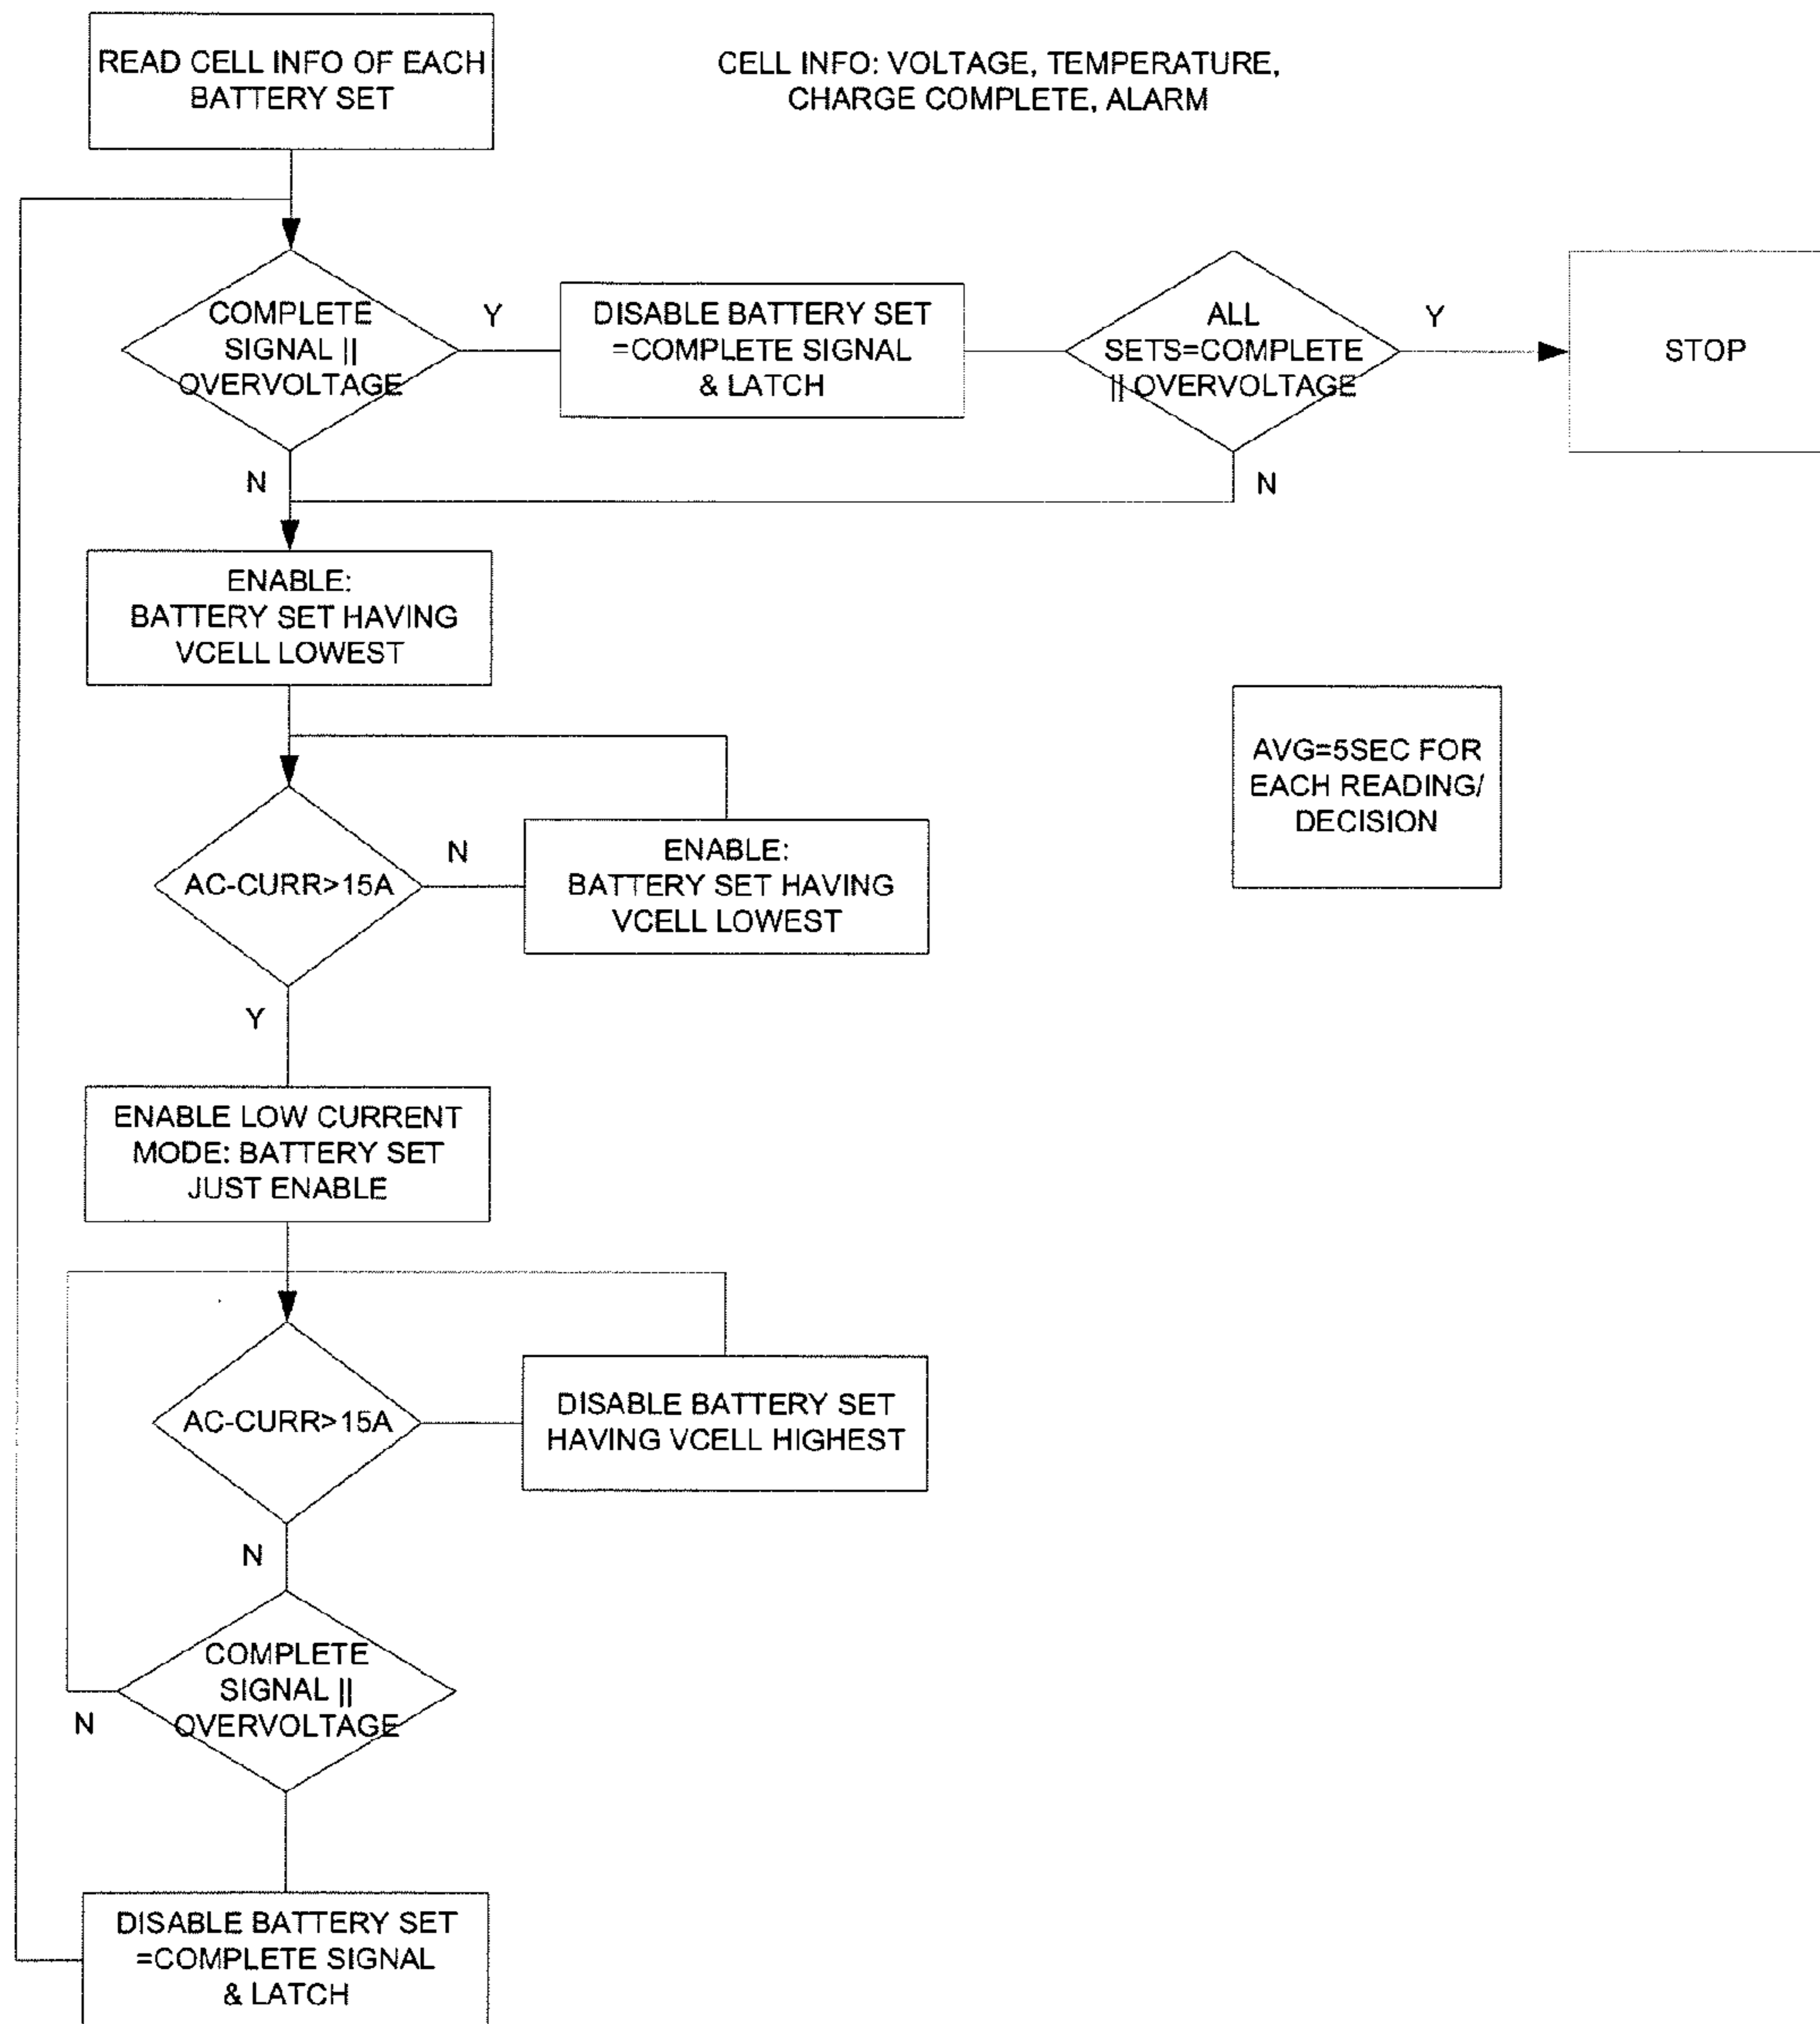 READ CELL INFO OF EACH
BATTERY SET
CELL INFO: VOLTAGE, TEMPERATURE,
CHARGE COMPLETE, ALARM
COMPLETE
SIGNAL ||
OVERVOLTAGE
Y
DISABLE BATTERY SET
=COMPLETE SIGNAL
& LATCH
ALL
SETS=COMPLETE
|| OVERVOLTAGE
Y
STOP
N
N
ENABLE:
BATTERY SET HAVING
VCELL LOWEST
AVG=5SEC FOR
EACH READING/
DECISION
AC-CURR>15A
N
ENABLE:
BATTERY SET HAVING
VCELL LOWEST
Y
ENABLE LOW CURRENT
MODE: BATTERY SET
JUST ENABLE
AC-CURR>15A
DISABLE BATTERY SET
HAVING VCELL HIGHEST
N
COMPLETE
SIGNAL ||
OVERVOLTAGE
N
DISABLE BATTERY SET
=COMPLETE SIGNAL
& LATCH